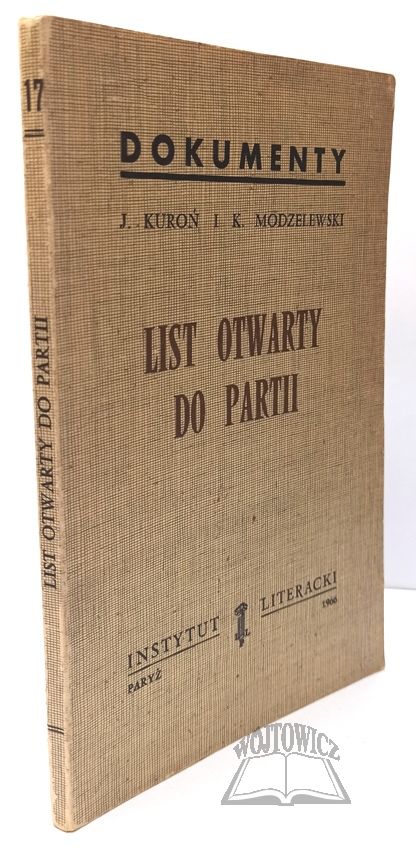 17
LIST OTWARTY DO PARTII
DOKUMENTY
J. KUROŃ I K. MODZELEWSKI
LIST OTWARTY
DO PARTII
INSTYTUT LITERACKI
PARYŻ 1966
WÓJTOWICZ